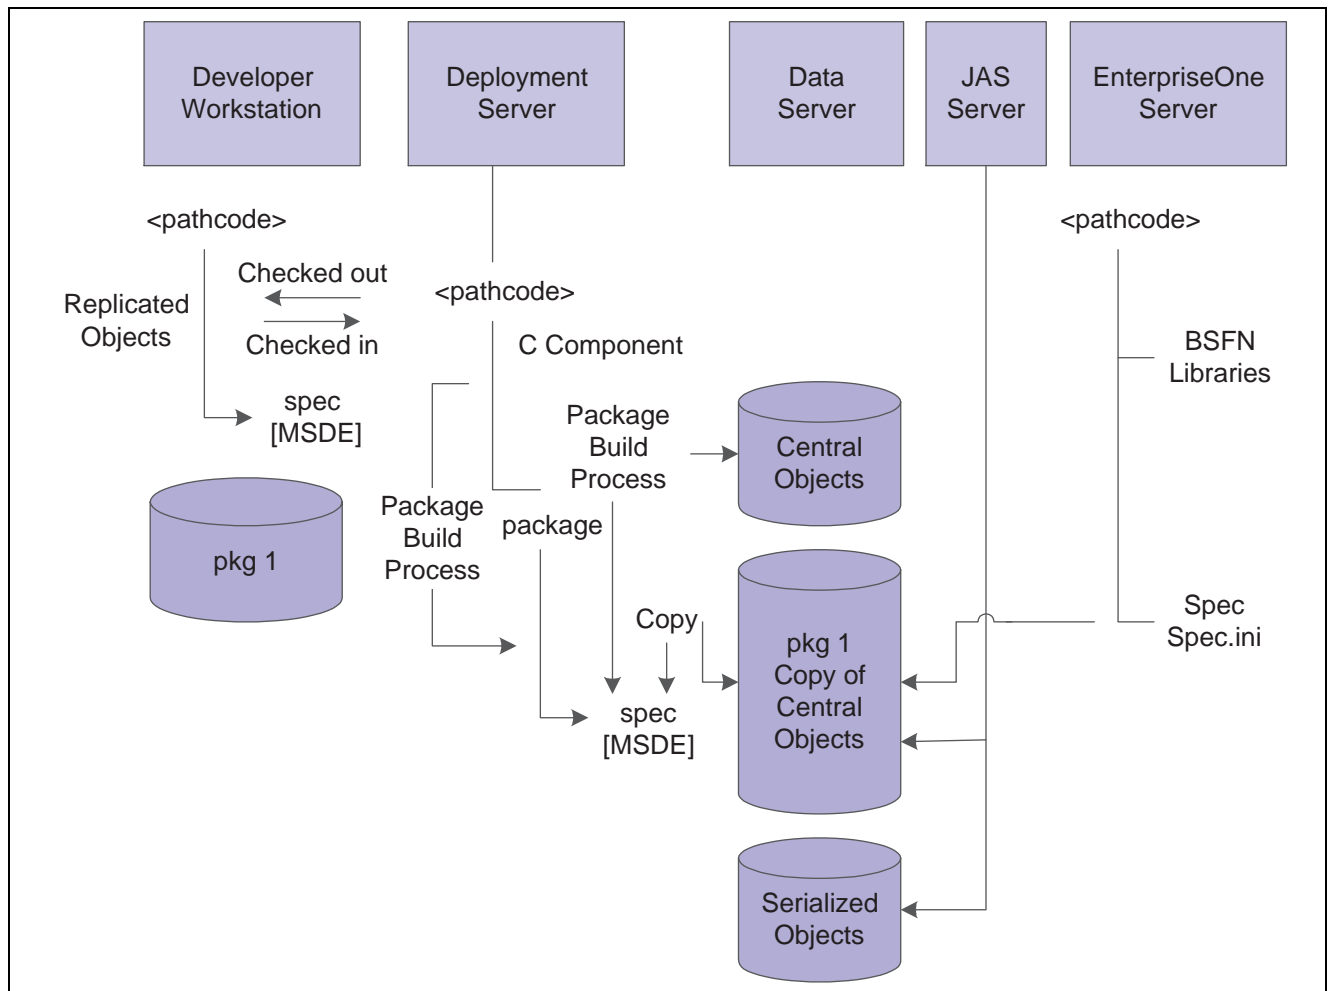 Developer
Workstation
Deployment
Server
Data
Server
JAS
Server
EnterpriseOne
Server
<pathcode>
<pathcode>
Checked out
<pathcode>
Replicated
Objects
Checked in
C Component
BSFN
Libraries
spec
[MSDE]
Package
Build
Process
Central
Objects
Package
Build
Process
package
pkg 1
Copy
pkg 1
Copy of
Central
Objects
Spec
Spec.ini
spec
[MSDE]
Serialized
Objects